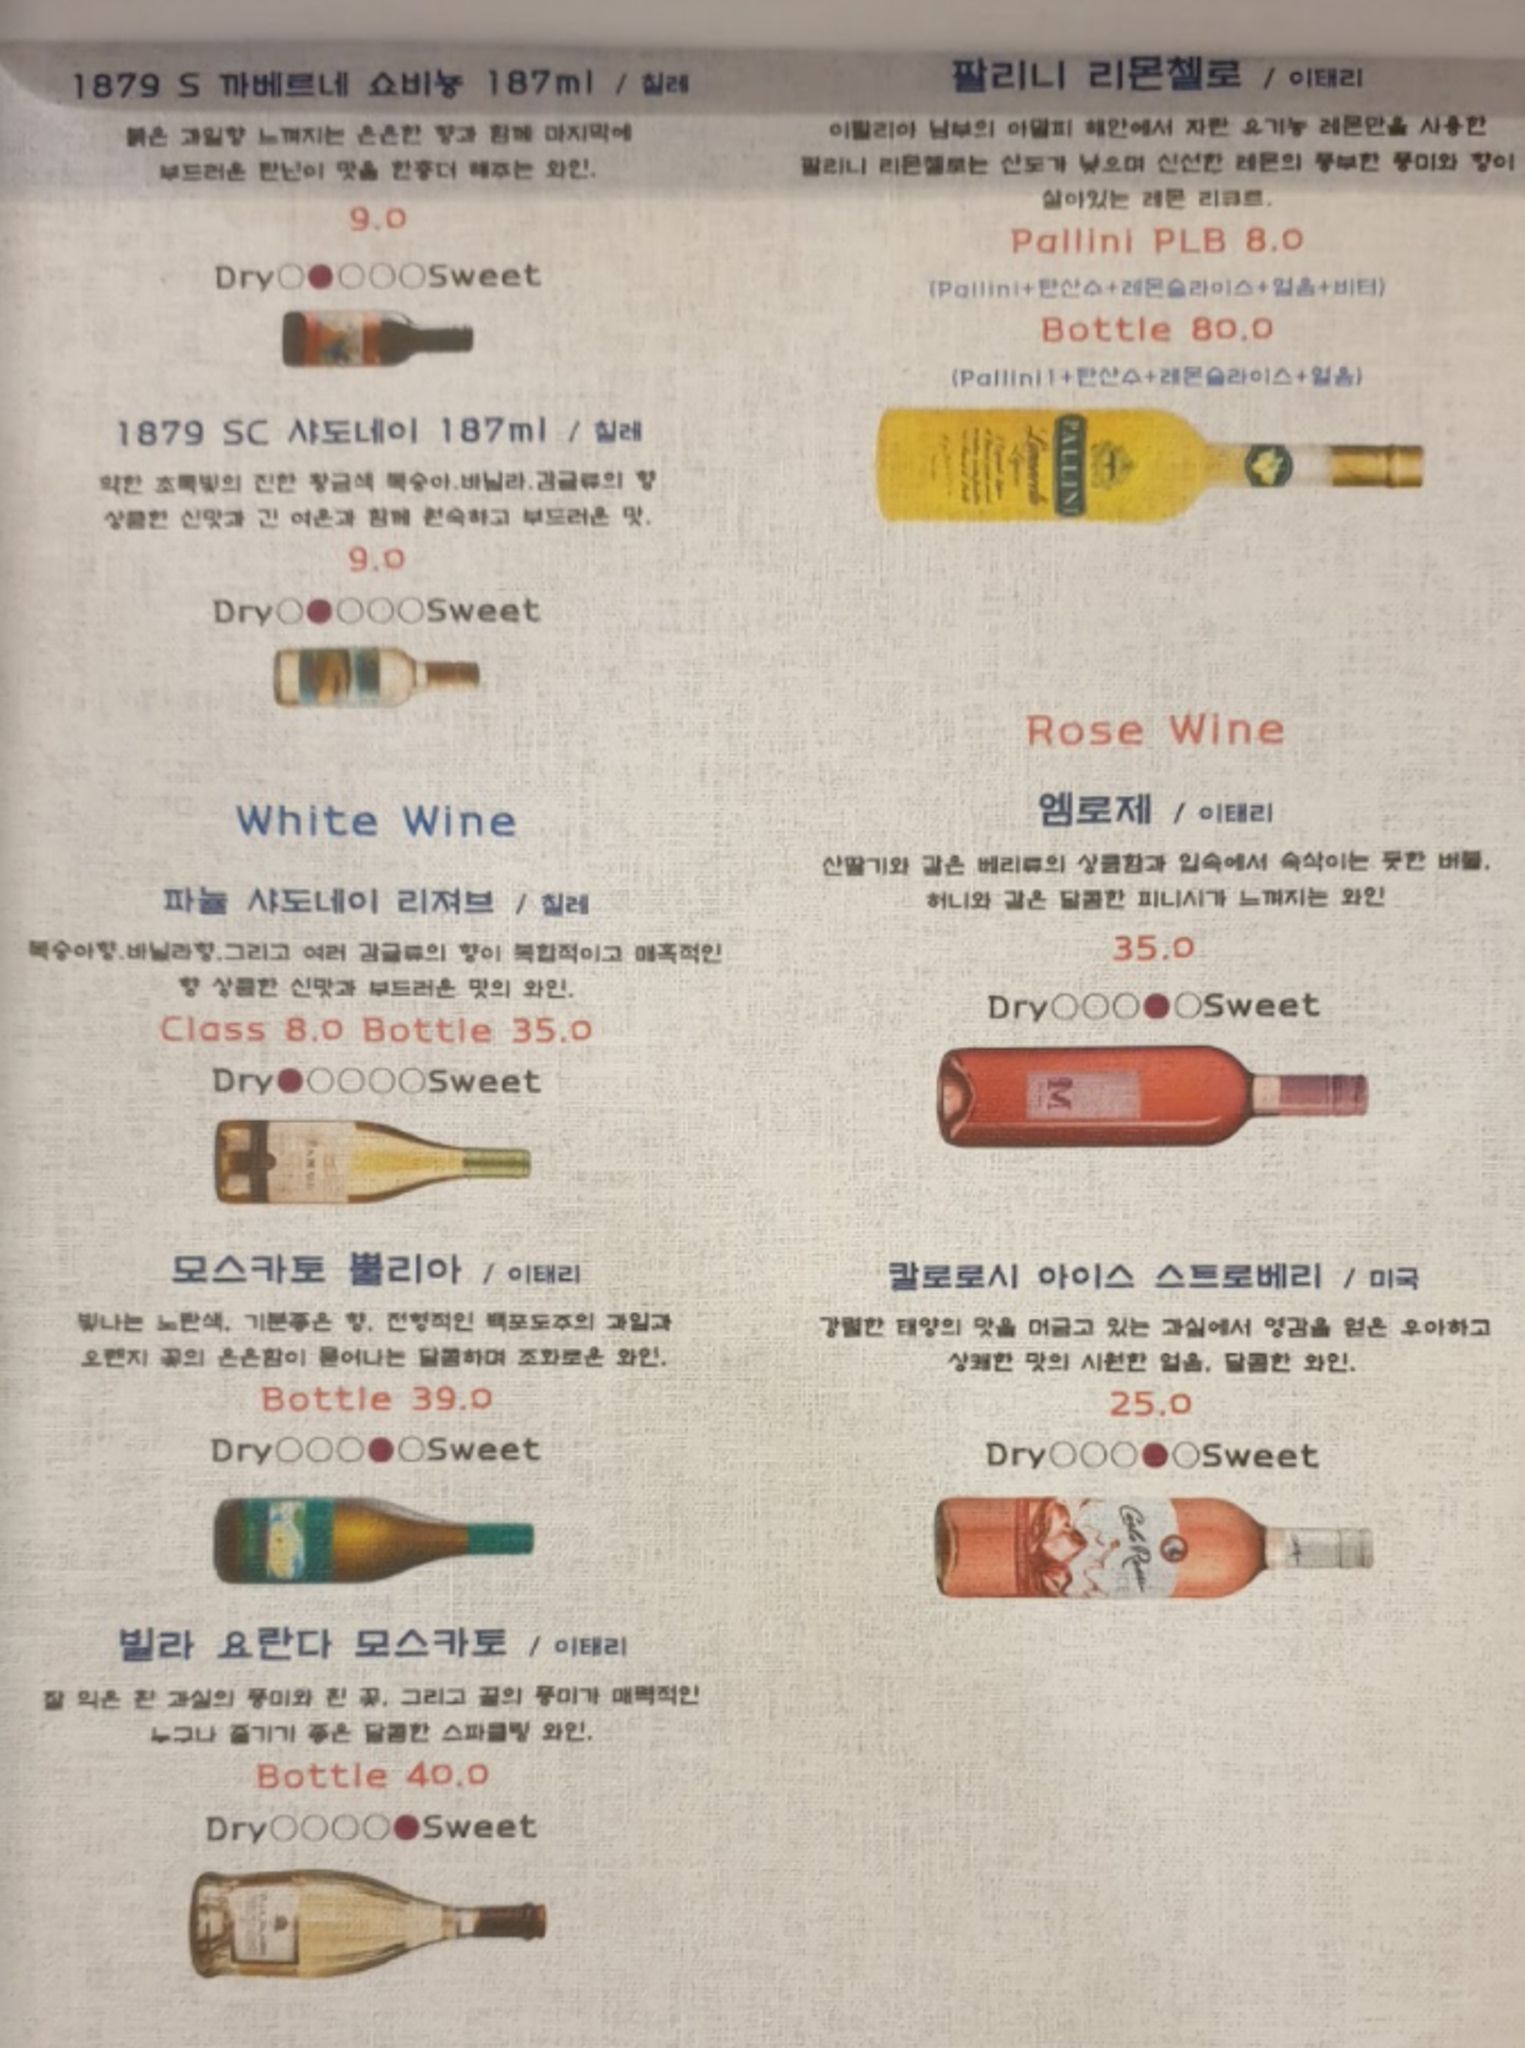 1879 S 까베르네 쇼비뇽 187ml / 칠레
붉은 과일향 느껴지는 은은한 향과 함께 마지막에
부드러운 탄닌이 맛을 한층더 해주는 와인.
9.0
Dry○●○○○Sweet
1879 SC 샤도네이 187ml / 칠레
약한 초록빛의 진한 황금색 복숭아.바닐라.감귤류의 향
상큼한 신맛과 긴 여운과 함께 원숙하고 부드러운 맛.
9.0
Dry○●○○○Sweet
White Wine
파눌 샤도네이 리져브 / 칠레
복숭아향.바닐라향.그리고 여러 감귤류의 향이 복합적이고 매혹적인
향 상큼한 신맛과 부드러운 맛의 와인.
Class 8.0 Bottle 35.0
Dry●○○○○Sweet
모스카토 뿔리아 / 이태리
빛나는 노란색, 기분좋은 향, 전형적인 백포도주의 과일과
오렌지 꽃의 은은함이 묻어나는 달콤하며 조화로운 와인.
Bottle 39.0
Dry○○○●○Sweet
빌라 요란다 모스카토 / 이태리
잘 익은 흰 과실의 풍미와 흰 꽃, 그리고 꿀의 풍미가 매력적인
누구나 즐기기 좋은 달콤한 스파클링 와인.
Bottle 40.0
Dry○○○○●Sweet
팔리니 리몬첼로 / 이태리
이탈리아 남부의 아말피 해안에서 자란 유기농 레몬만을 사용한
팔리니 리몬첼로는 산도가 낮으며 신선한 레몬의 풍부한 풍미와 향이
살아있는 레몬 리큐르.
Pallini PLB 8.0
(Pallini+탄산수+레몬슬라이스+얼음+비터)
Bottle 80.0
(Pallini1+탄산수+레몬슬라이스+얼음)
PALLINI
Limoncello
Rose Wine
엠로제 / 이태리
산딸기와 같은 베리류의 상큼함과 입속에서 속삭이는 듯한 버블,
허니와 같은 달콤한 피니시가 느껴지는 와인
35.0
Dry○○○●○Sweet
M
칼로로시 아이스 스트로베리 / 미국
강렬한 태양의 맛을 머금고 있는 과실에서 영감을 얻은 우아하고
상쾌한 맛의 시원한 얼음, 달콤한 와인.
25.0
Dry○○○●○Sweet
Carlo Rossi